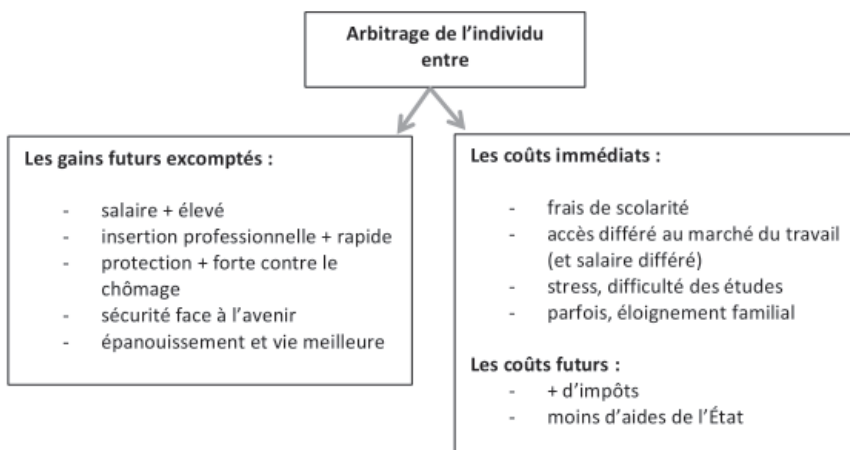 Arbitrage de l'individu
entre
Les gains futurs excomptés :
- salaire + élevé
- insertion professionnelle + rapide
- protection + forte contre le
chômage
- sécurité face à l'avenir
- épanouissement et vie meilleure
Les coûts immédiats :
- frais de scolarité
- accès différé au marché du travail
(et salaire différé)
- stress, difficulté des études
- parfois, éloignement familial
Les coûts futurs :
- + d'impôts
- moins d'aides de l'État